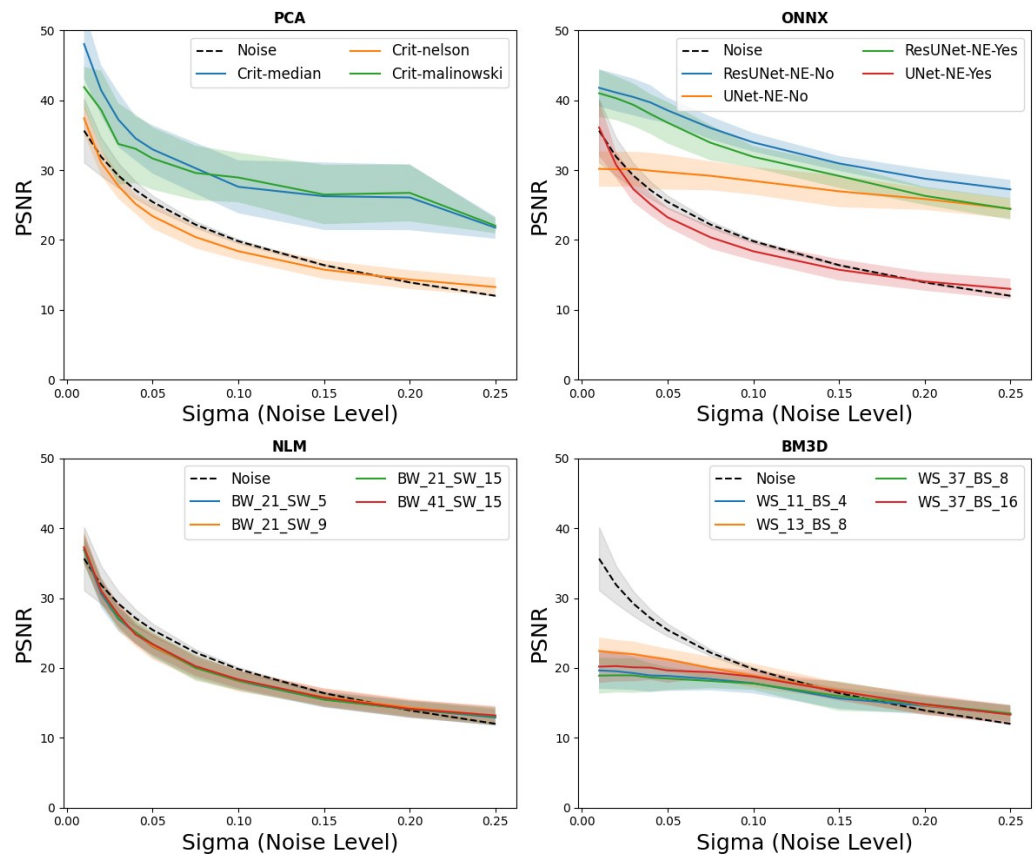 PCA
50
40
30
20
10
0
PSNR
Noise
Crit-median
Crit-nelson
Crit-malinowski
0.00 0.05 0.10 0.15 0.20 0.25
Sigma (Noise Level)
ONNX
50
40
30
20
10
0
PSNR
Noise
ResUNet-NE-No
UNet-NE-No
ResUNet-NE-Yes
UNet-NE-Yes
0.00 0.05 0.10 0.15 0.20 0.25
Sigma (Noise Level)
NLM
50
40
30
20
10
0
PSNR
Noise
BW_21_SW_5
BW_21_SW_9
BW_21_SW_15
BW_41_SW_15
0.00 0.05 0.10 0.15 0.20 0.25
Sigma (Noise Level)
BM3D
50
40
30
20
10
0
PSNR
Noise
WS_11_BS_4
WS_13_BS_8
WS_37_BS_8
WS_37_BS_16
0.00 0.05 0.10 0.15 0.20 0.25
Sigma (Noise Level)